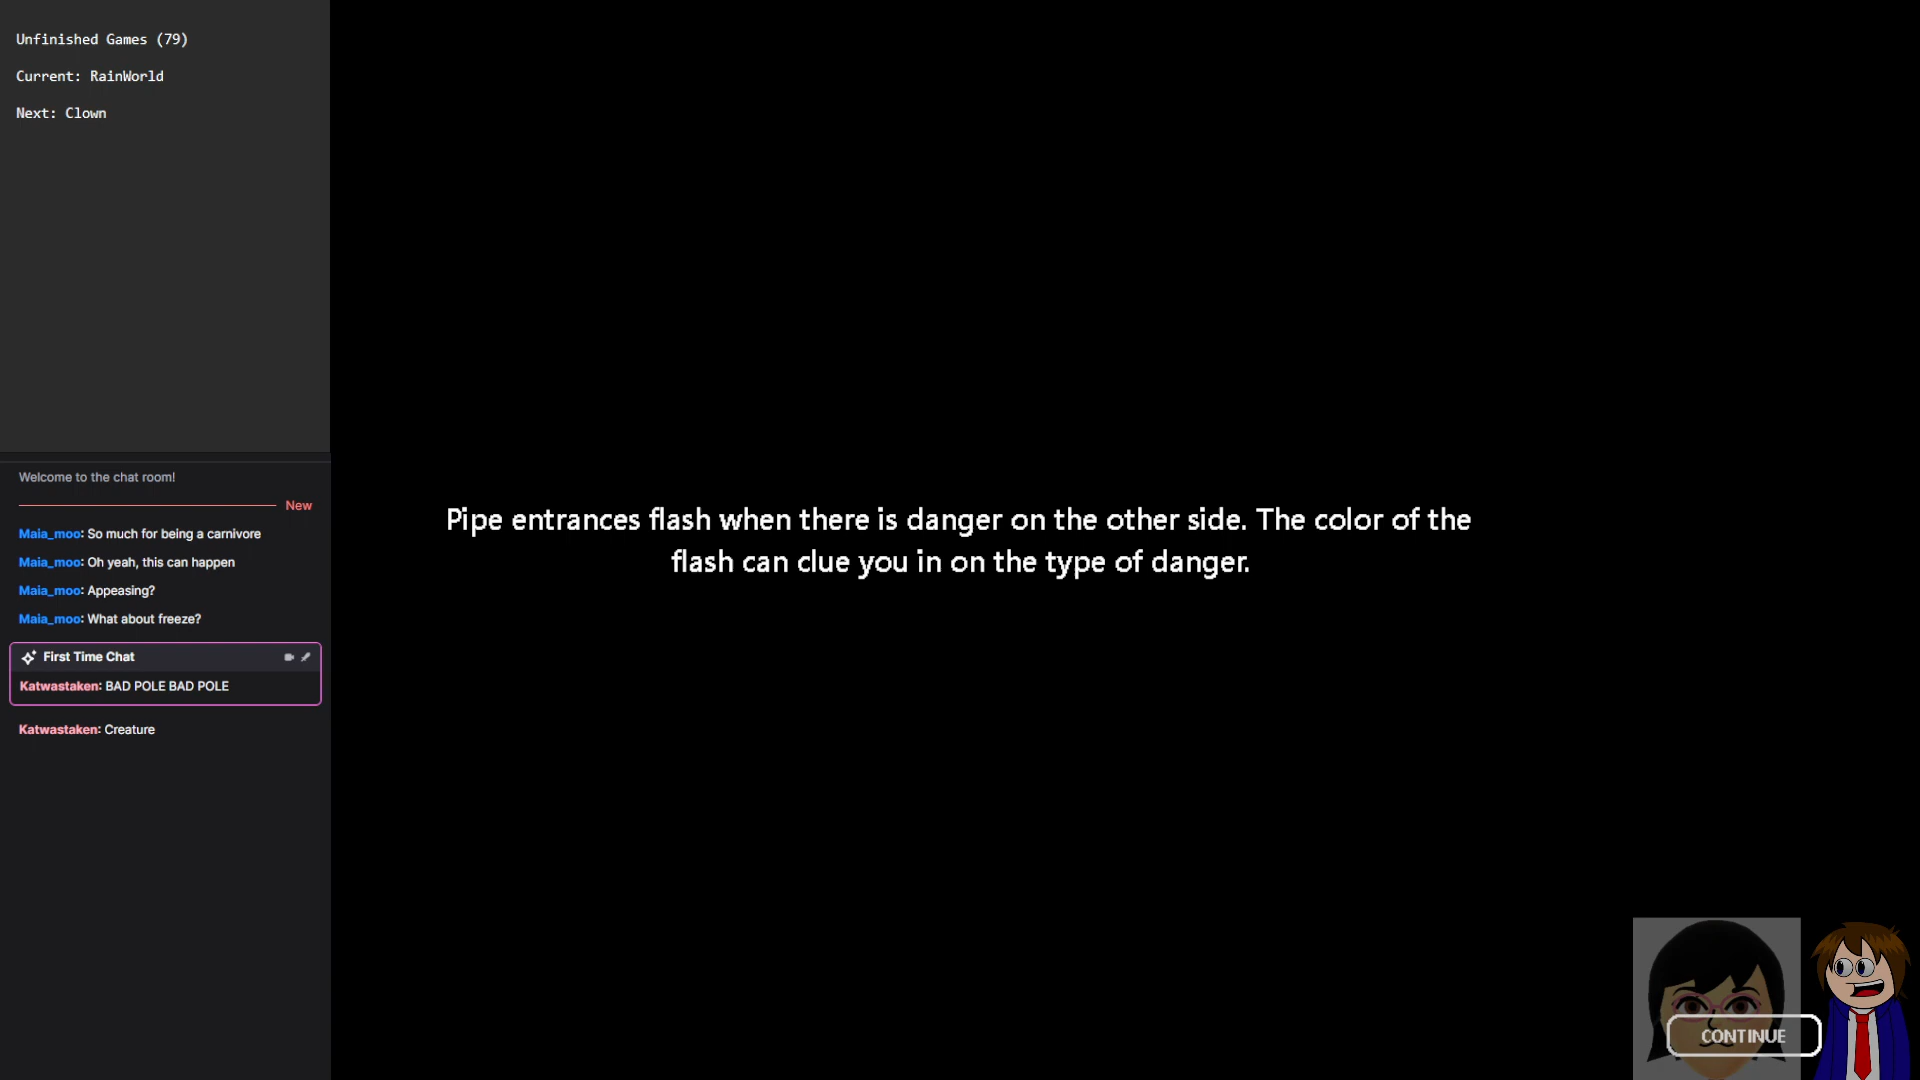 Unfinished Games (79)
Current: RainWorld
Next: Clown
Welcome to the chat room!
New
Maia_moo: So much for being a carnivore
Maia_moo: Oh yeah, this can happen
Maia_moo: Appeasing?
Maia_moo: What about freeze?
First Time Chat
Katwastaken: BAD POLE BAD POLE
Katwastaken: Creature
Pipe entrances flash when there is danger on the other side. The color of the
flash can clue you in on the type of danger.
CONTINUE